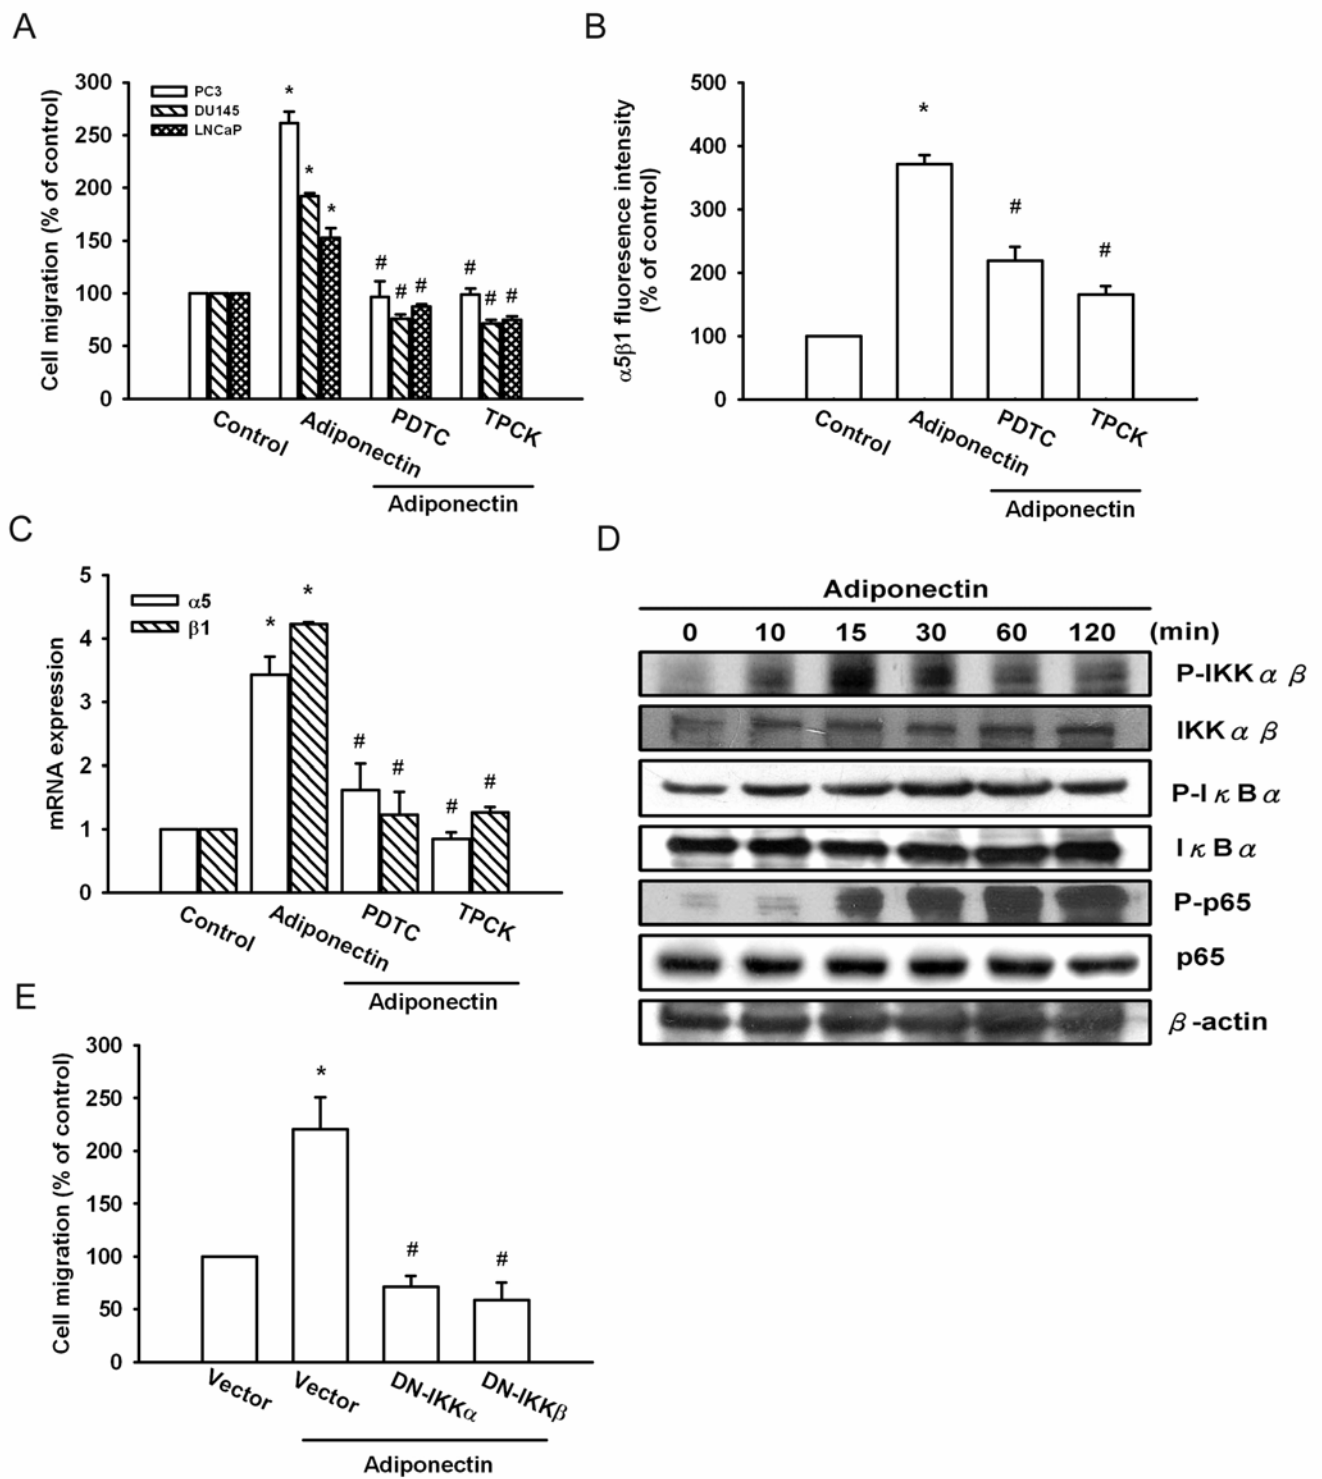 A
Cell migration (% of control)
300
250
200
150
100
50
0
PC3
DU145
LNCaP
*
*
*
#
#
#
#
#
#
Control
Adiponectin
PDTC
TPCK
Adiponectin
B
α5β1 fluoresence intensity
(% of control)
500
400
300
200
100
0
*
#
#
Control
Adiponectin
PDTC
TPCK
Adiponectin
C
mRNA expression
5
4
3
2
1
0
α5
β1
*
*
#
#
#
#
Control
Adiponectin
PDTC
TPCK
Adiponectin
D
Adiponectin
0 10 15 30 60 120 (min)
P-IKK α β
IKK α β
P-I κ B α
I κ B α
P-p65
p65
β-actin
E
Cell migration (% of control)
300
250
200
150
100
50
0
*
#
#
Vector
Vector
DN-IKKα
DN-IKKβ
Adiponectin